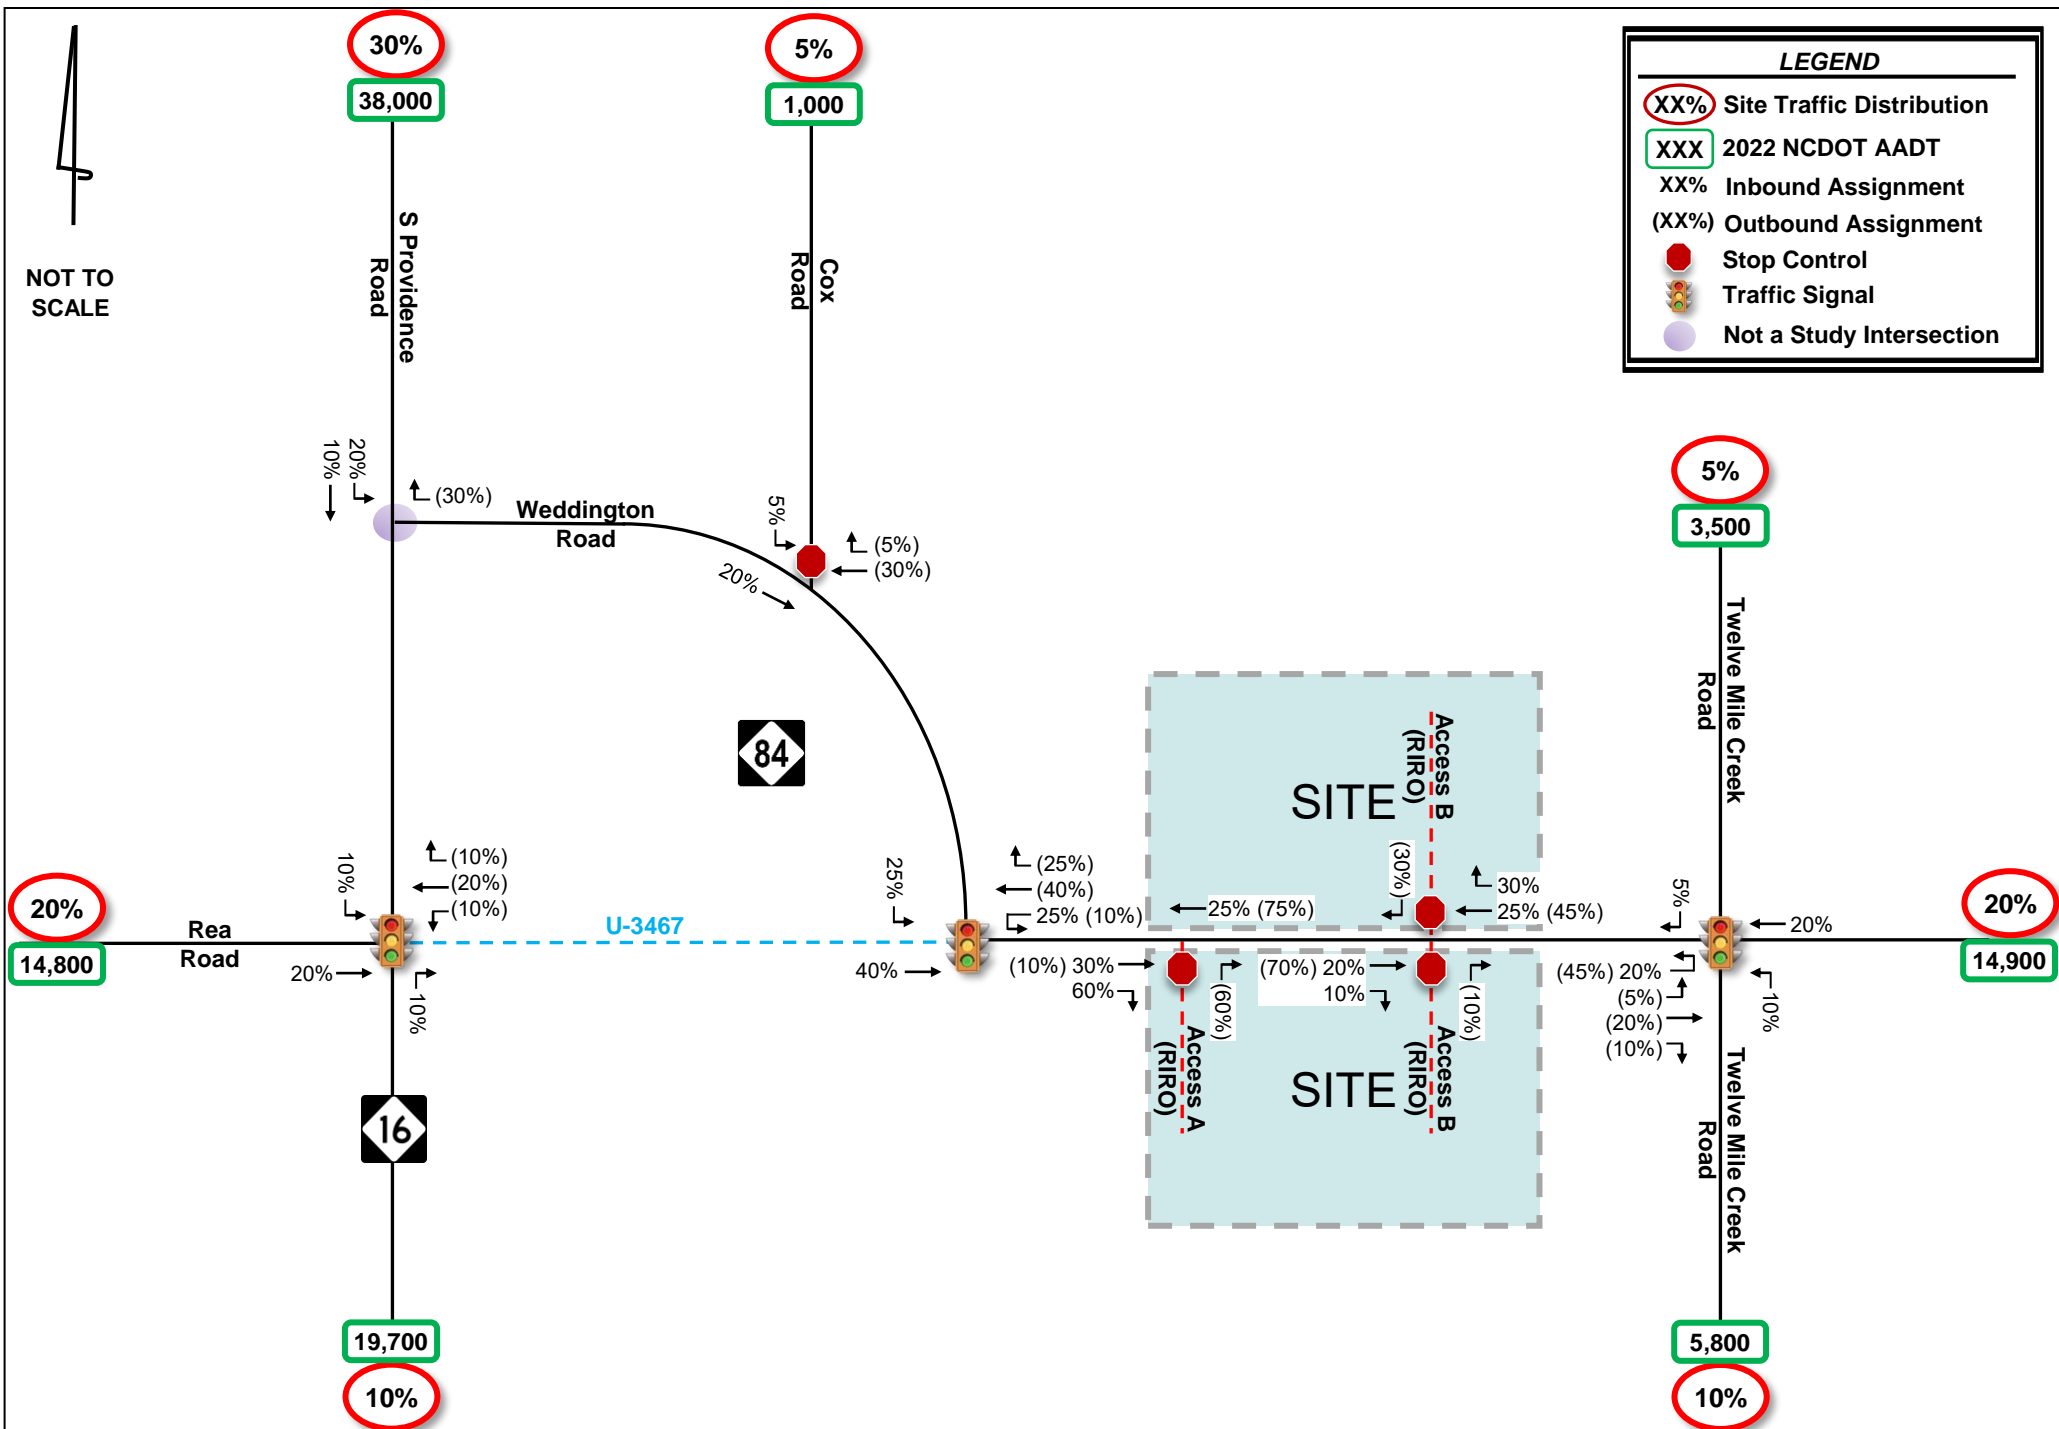 30%
38,000
5%
1,000
LEGEND
XX% Site Traffic Distribution
XXX 2022 NCDOT AADT
XX% Inbound Assignment
(XX%) Outbound Assignment
Stop Control
Traffic Signal
Not a Study Intersection
NOT TO
SCALE
S Providence
Road
Cox
Road
10%
20%
(30%)
Weddington
Road
5%
(5%)
(30%)
20%
5%
3,500
Twelve Mile Creek
Road
84
SITE
Access B
(RIRO)
10%
(10%)
(20%)
(10%)
25%
(25%)
(40%)
25% (10%)
25% (75%)
(30%)
30%
25% (45%)
5%
20%
20%
14,800
Rea
Road
U-3467
20%
14,900
20%
10%
40%
(10%) 30%
60%
(60%)
(70%) 20%
10%
(10%)
(45%) 20%
(5%)
(20%)
(10%)
10%
Access A
(RIRO)
SITE
Access B
(RIRO)
Twelve Mile Creek
Road
16
19,700
10%
5,800
10%